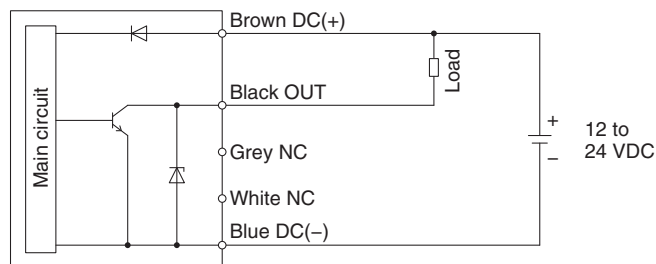 Brown DC(+)
Main circuit
Black OUT
Load
Grey NC
White NC
Blue DC(−)
+
−
12 to
24 VDC